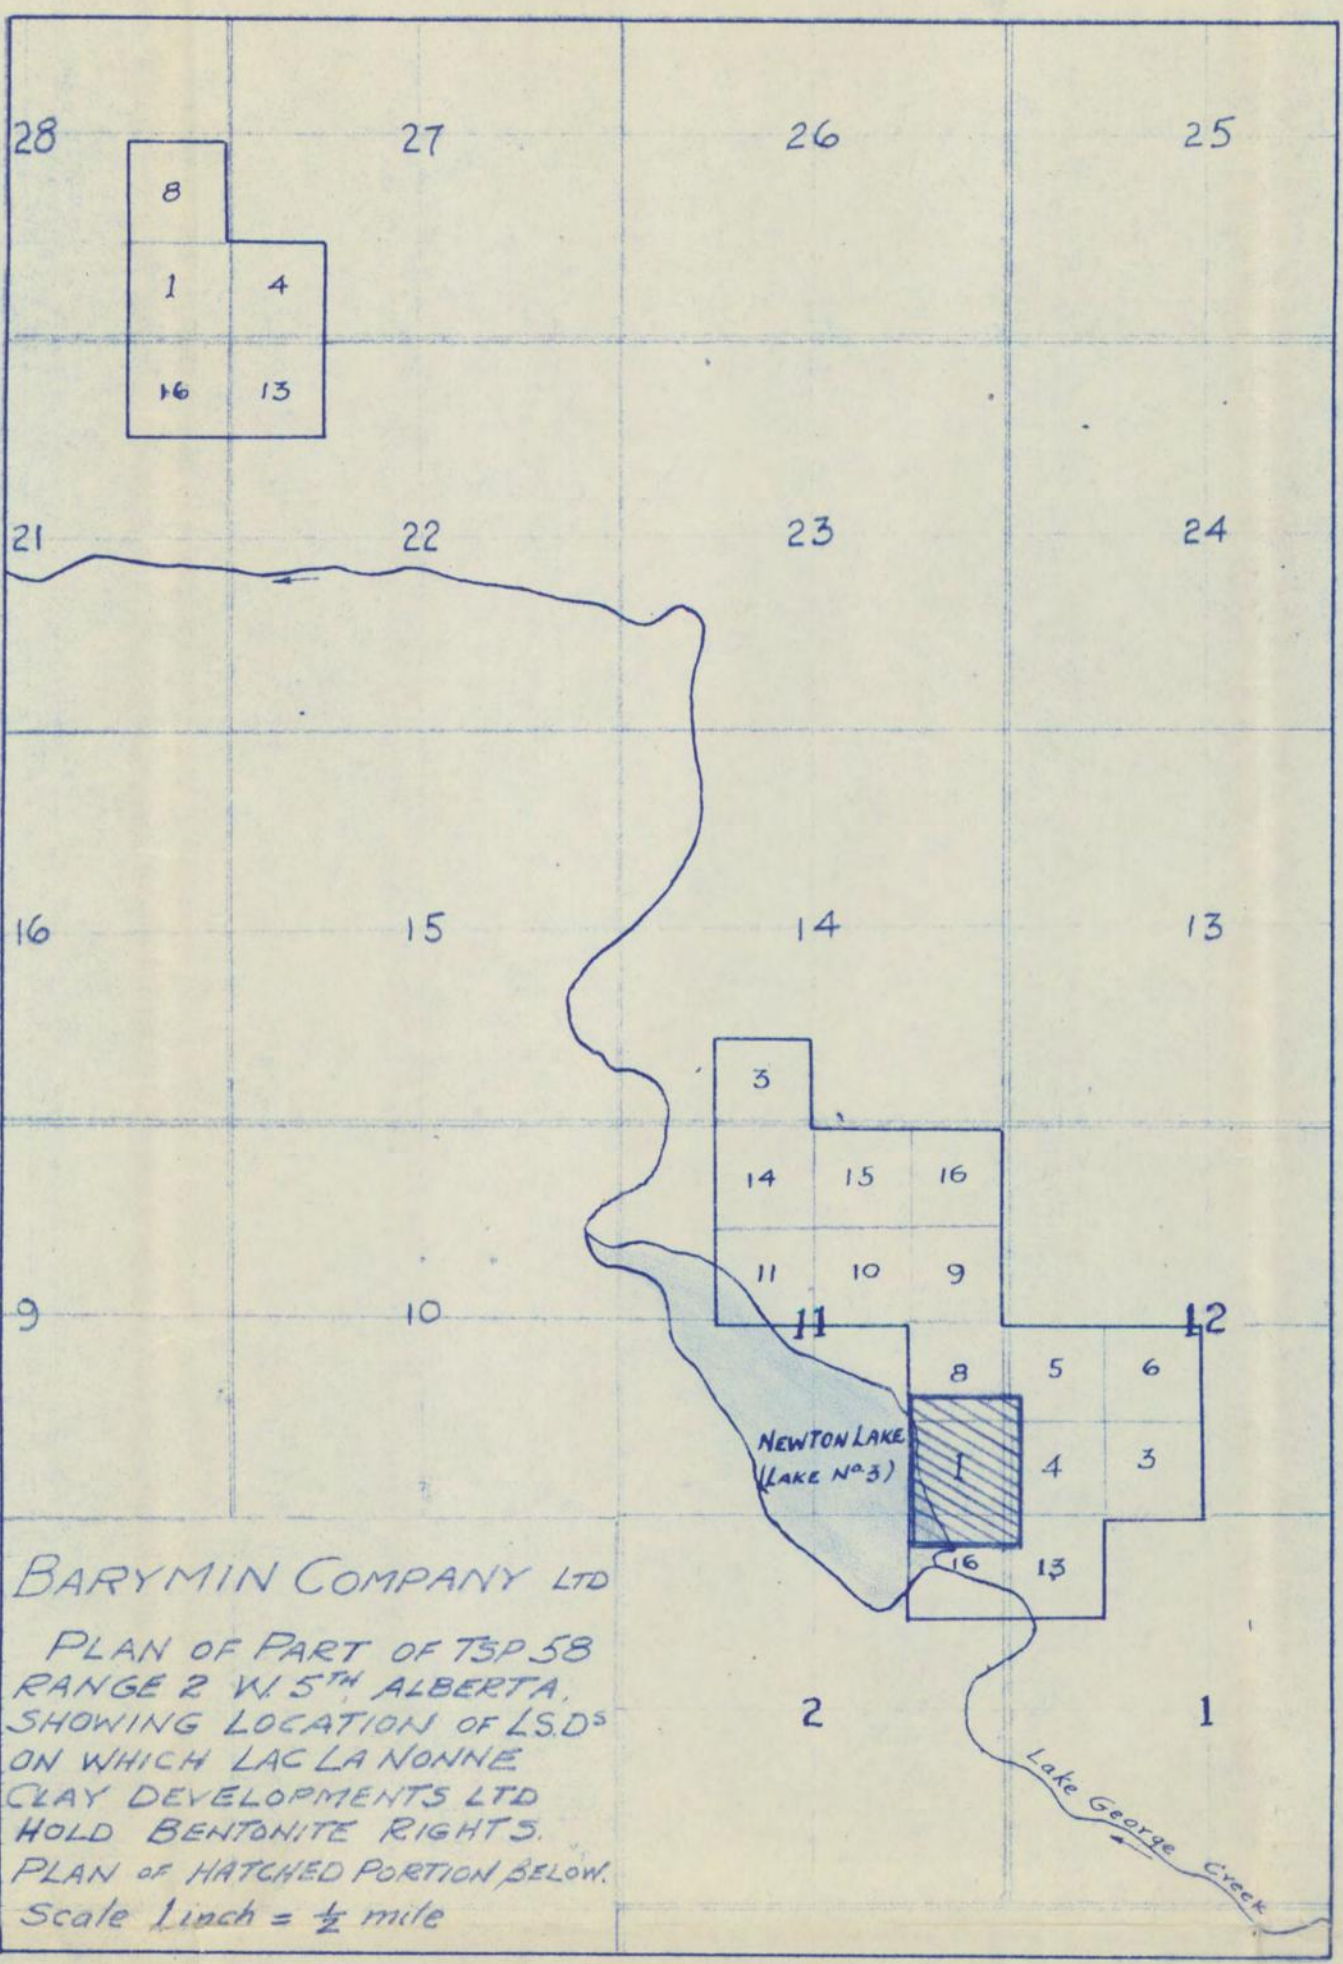 28 27 26 25
8
1 4
16 13
21 22 23 24
16 15 14 13
3
14 15 16
11 10 9
9 10 11 12
8 5 6
NEWTON LAKE
(LAKE Nº 3)
1 4 3
16 13
BARYMIN COMPANY LTD
PLAN OF PART OF TSP 58
RANGE 2 W. 5TH ALBERTA.
SHOWING LOCATION OF L.S.DS
ON WHICH LAC LA NONNE
CLAY DEVELOPMENTS LTD
HOLD BENTONITE RIGHTS.
PLAN OF HATCHED PORTION BELOW.
Scale 1 inch = ½ mile
2 1
Lake George Creek